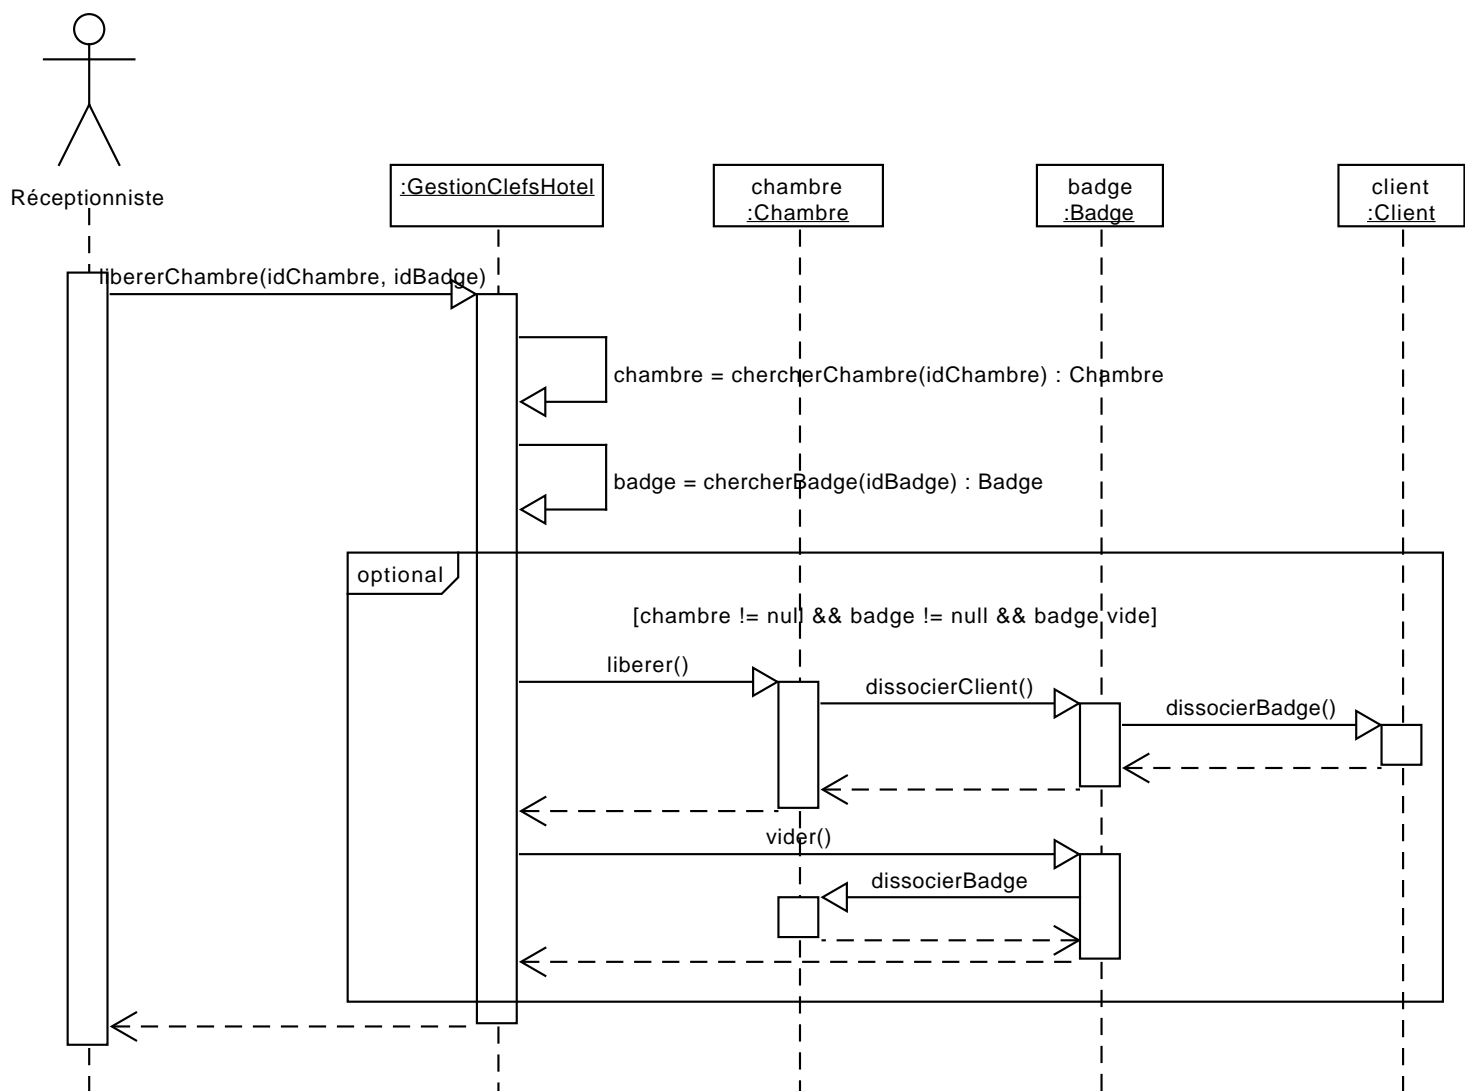 Réceptionniste
:GestionClefsHotel
chambre
:Chambre
badge
:Badge
client
:Client
libererChambre(idChambre, idBadge)
chambre = chercherChambre(idChambre) : Chambre
badge = chercherBadge(idBadge) : Badge
optional
[chambre != null && badge != null && badge vide]
liberer()
dissocierClient()
dissocierBadge()
vider()
dissocierBadge